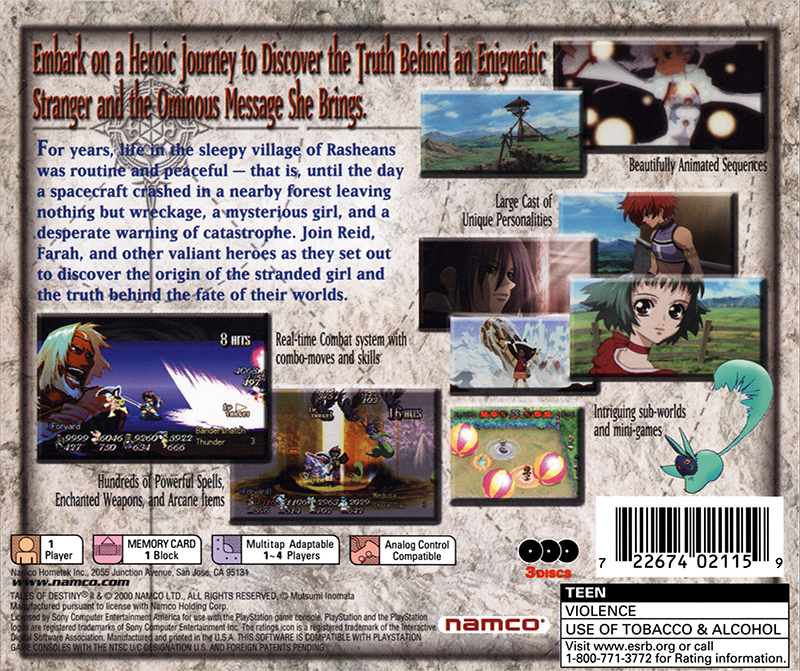 Embark on a Heroic Journey to Discover the Truth Behind an Enigmatic
Stranger and the Ominous Message She Brings.
For years, life in the sleepy village of Rasheans
was routine and peaceful – that is, until the day
a spacecraft crashed in a nearby forest leaving
nothing but wreckage, a mysterious girl, and a
desperate warning of catastrophe. Join Reid,
Farah, and other valiant heroes as they set out
to discover the origin of the stranded girl and
the truth behind the fate of their worlds.
Beautifully Animated Sequences
Large Cast of
Unique Personalities
8 HITS
Forward
Bandersnatch
Thunder 3
9999 6046 9260 3922
427 759 634 666
Real-time Combat system with
combo-moves and skills
16 HITS
Medusa
Hundreds of Powerful Spells,
Enchanted Weapons, and Arcane Items
Intriguing sub-worlds
and mini-games
1
Player
MEMORY CARD
1 Block
Multitap Adaptable
1~4 Players
Analog Control
Compatible
3DISCS
7 22674 02115 9
Namco Hometek Inc., 2055 Junction Avenue, San Jose, CA 95131
www.namco.com
TALES OF DESTINY® II & © 2000 NAMCO LTD., ALL RIGHTS RESERVED, © Mutsumi Inomata
Manufactured pursuant to license with Namco Holding Corp.
Licensed by Sony Computer Entertainment America for use with the PlayStation game console. PlayStation and the PlayStation
logos are registered trademarks of Sony Computer Entertainment Inc. The ratings icon is a registered trademark of the Interactive
Digital Software Association. Manufactured and printed in the U.S.A. THIS SOFTWARE IS COMPATIBLE WITH PLAYSTATION
GAME CONSOLES WITH THE NTSC U/C DESIGNATION. U.S. AND FOREIGN PATENTS PENDING.
namco®
TEEN
VIOLENCE
USE OF TOBACCO & ALCOHOL
Visit www.esrb.org or call
1-800-771-3772 for Rating information.